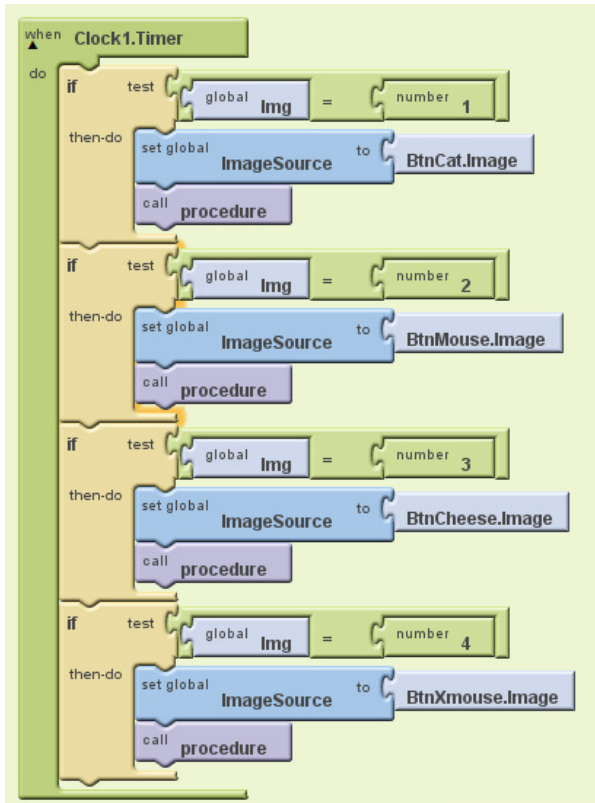 when Clock1.Timer
do
if test global Img = number 1
then-do set global ImageSource to BtnCat.Image
call procedure
if test global Img = number 2
then-do set global ImageSource to BtnMouse.Image
call procedure
if test global Img = number 3
then-do set global ImageSource to BtnCheese.Image
call procedure
if test global Img = number 4
then-do set global ImageSource to BtnXmouse.Image
call procedure